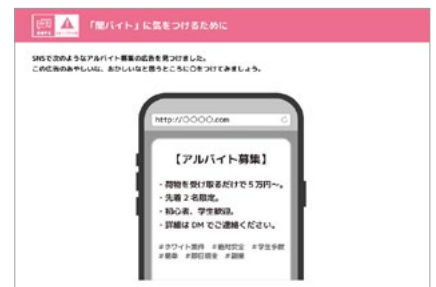 「闇バイト」に気をつけるために
SNSで次のようなアルバイト募集の広告を見つけました。
この広告のあやしいな、おかしいなと思うところに○をつけてみましょう。
http://○○○○.com
【アルバイト募集】
・荷物を受け取るだけで5万円〜。
・先着2名限定。
・初心者、学生歓迎。
・詳細はDMでご連絡ください。
#ホワイト案件 #絶対安全 #学生多数
#簡単 #即日現金 #副業